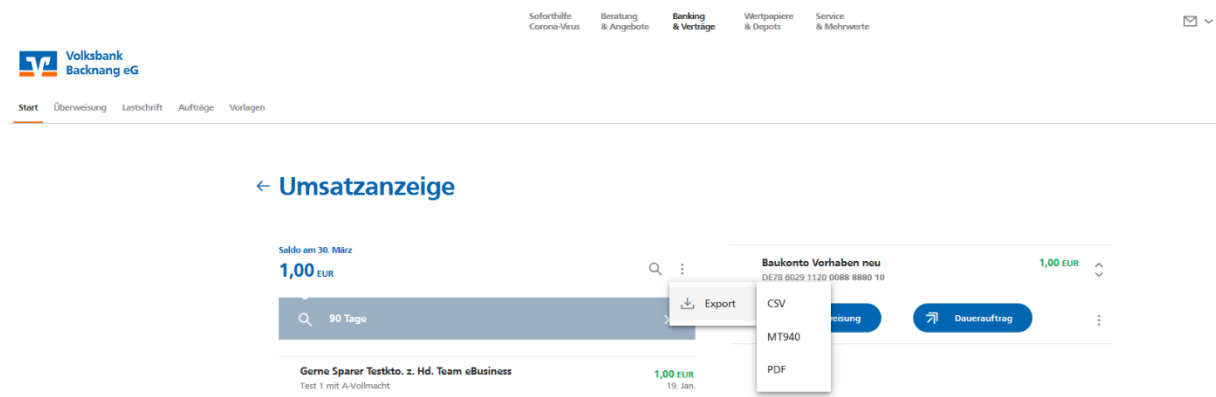 Soforthilfe
Corona-Virus
Beratung
& Angebote
Banking
& Verträge
Wertpapiere
& Depots
Service
& Mehrwerte
Volksbank
Backnang eG
Start Überweisung Lastschrift Aufträge Vorlagen
← Umsatzanzeige
Saldo am 30. März
1,00 EUR
90 Tage
Gerne Sparer Testkto. z. Hd. Team eBusiness
Test 1 mit A-Vollmacht
1,00 EUR
19. Jan.
Export
CSV
MT940
PDF
Baukonto Vorhaben neu
DE78 6029 1120 0088 8880 10
1,00 EUR
eisung
Dauerauftrag